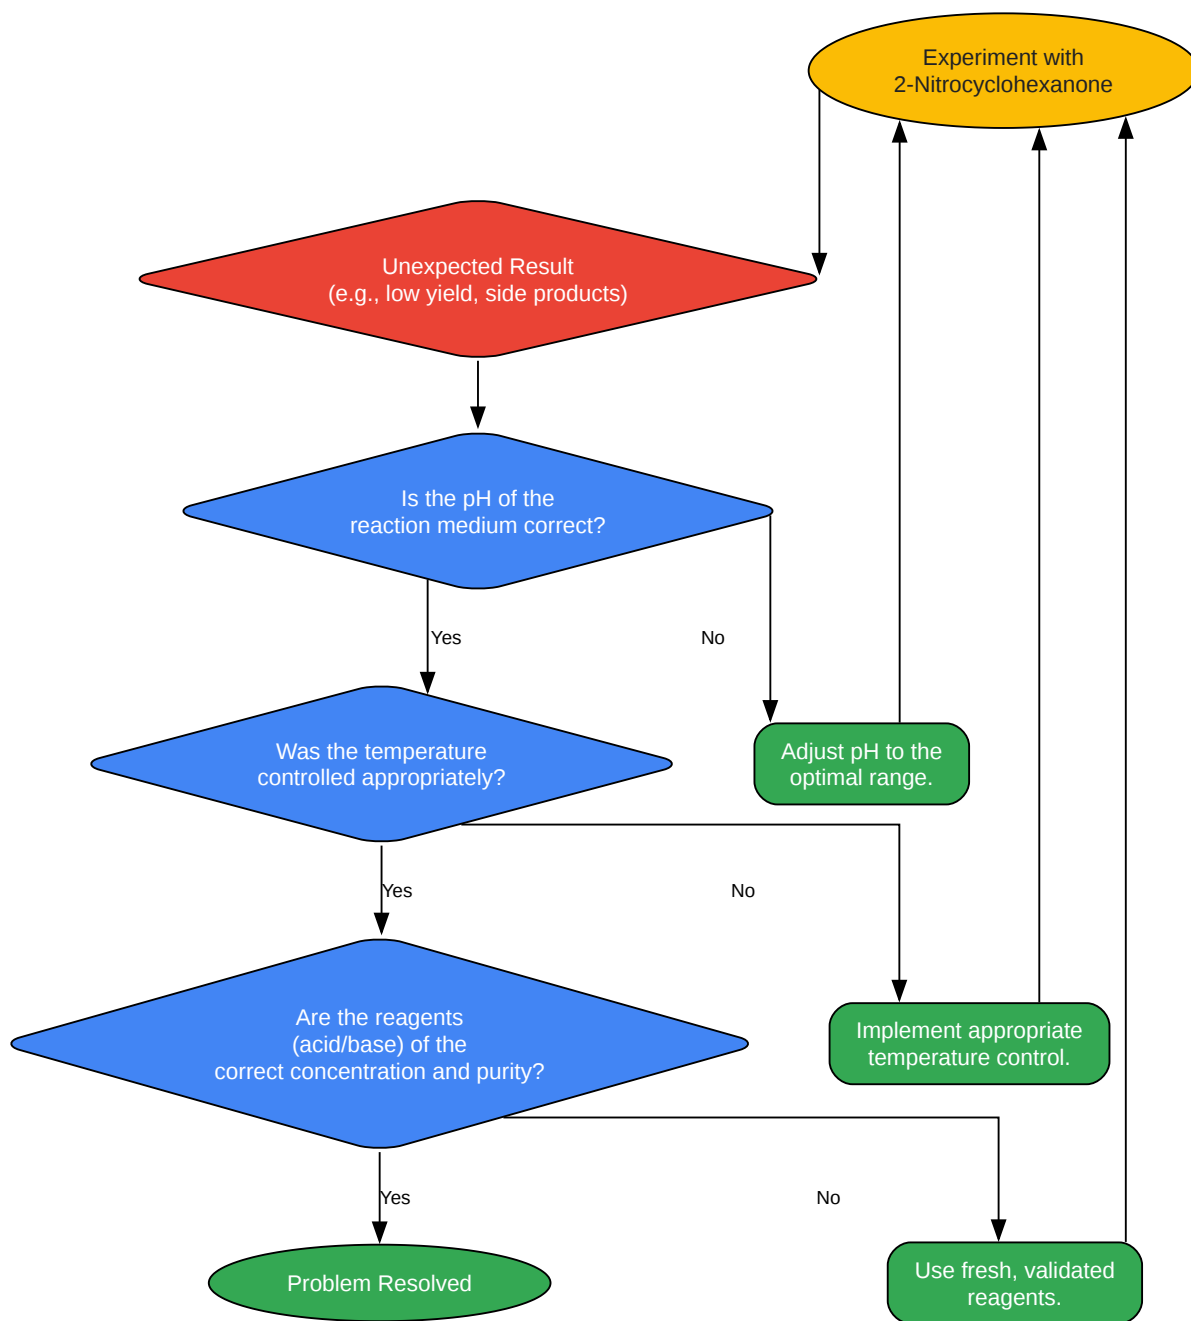 Experiment with
2-Nitrocyclohexanone
Unexpected Result
(e.g., low yield, side products)
Is the pH of the
reaction medium correct?
Yes
No
Was the temperature
controlled appropriately?
Adjust pH to the
optimal range.
Yes
No
Are the reagents
(acid/base) of the
correct concentration and purity?
Implement appropriate
temperature control.
Yes
No
Problem Resolved
Use fresh, validated
reagents.